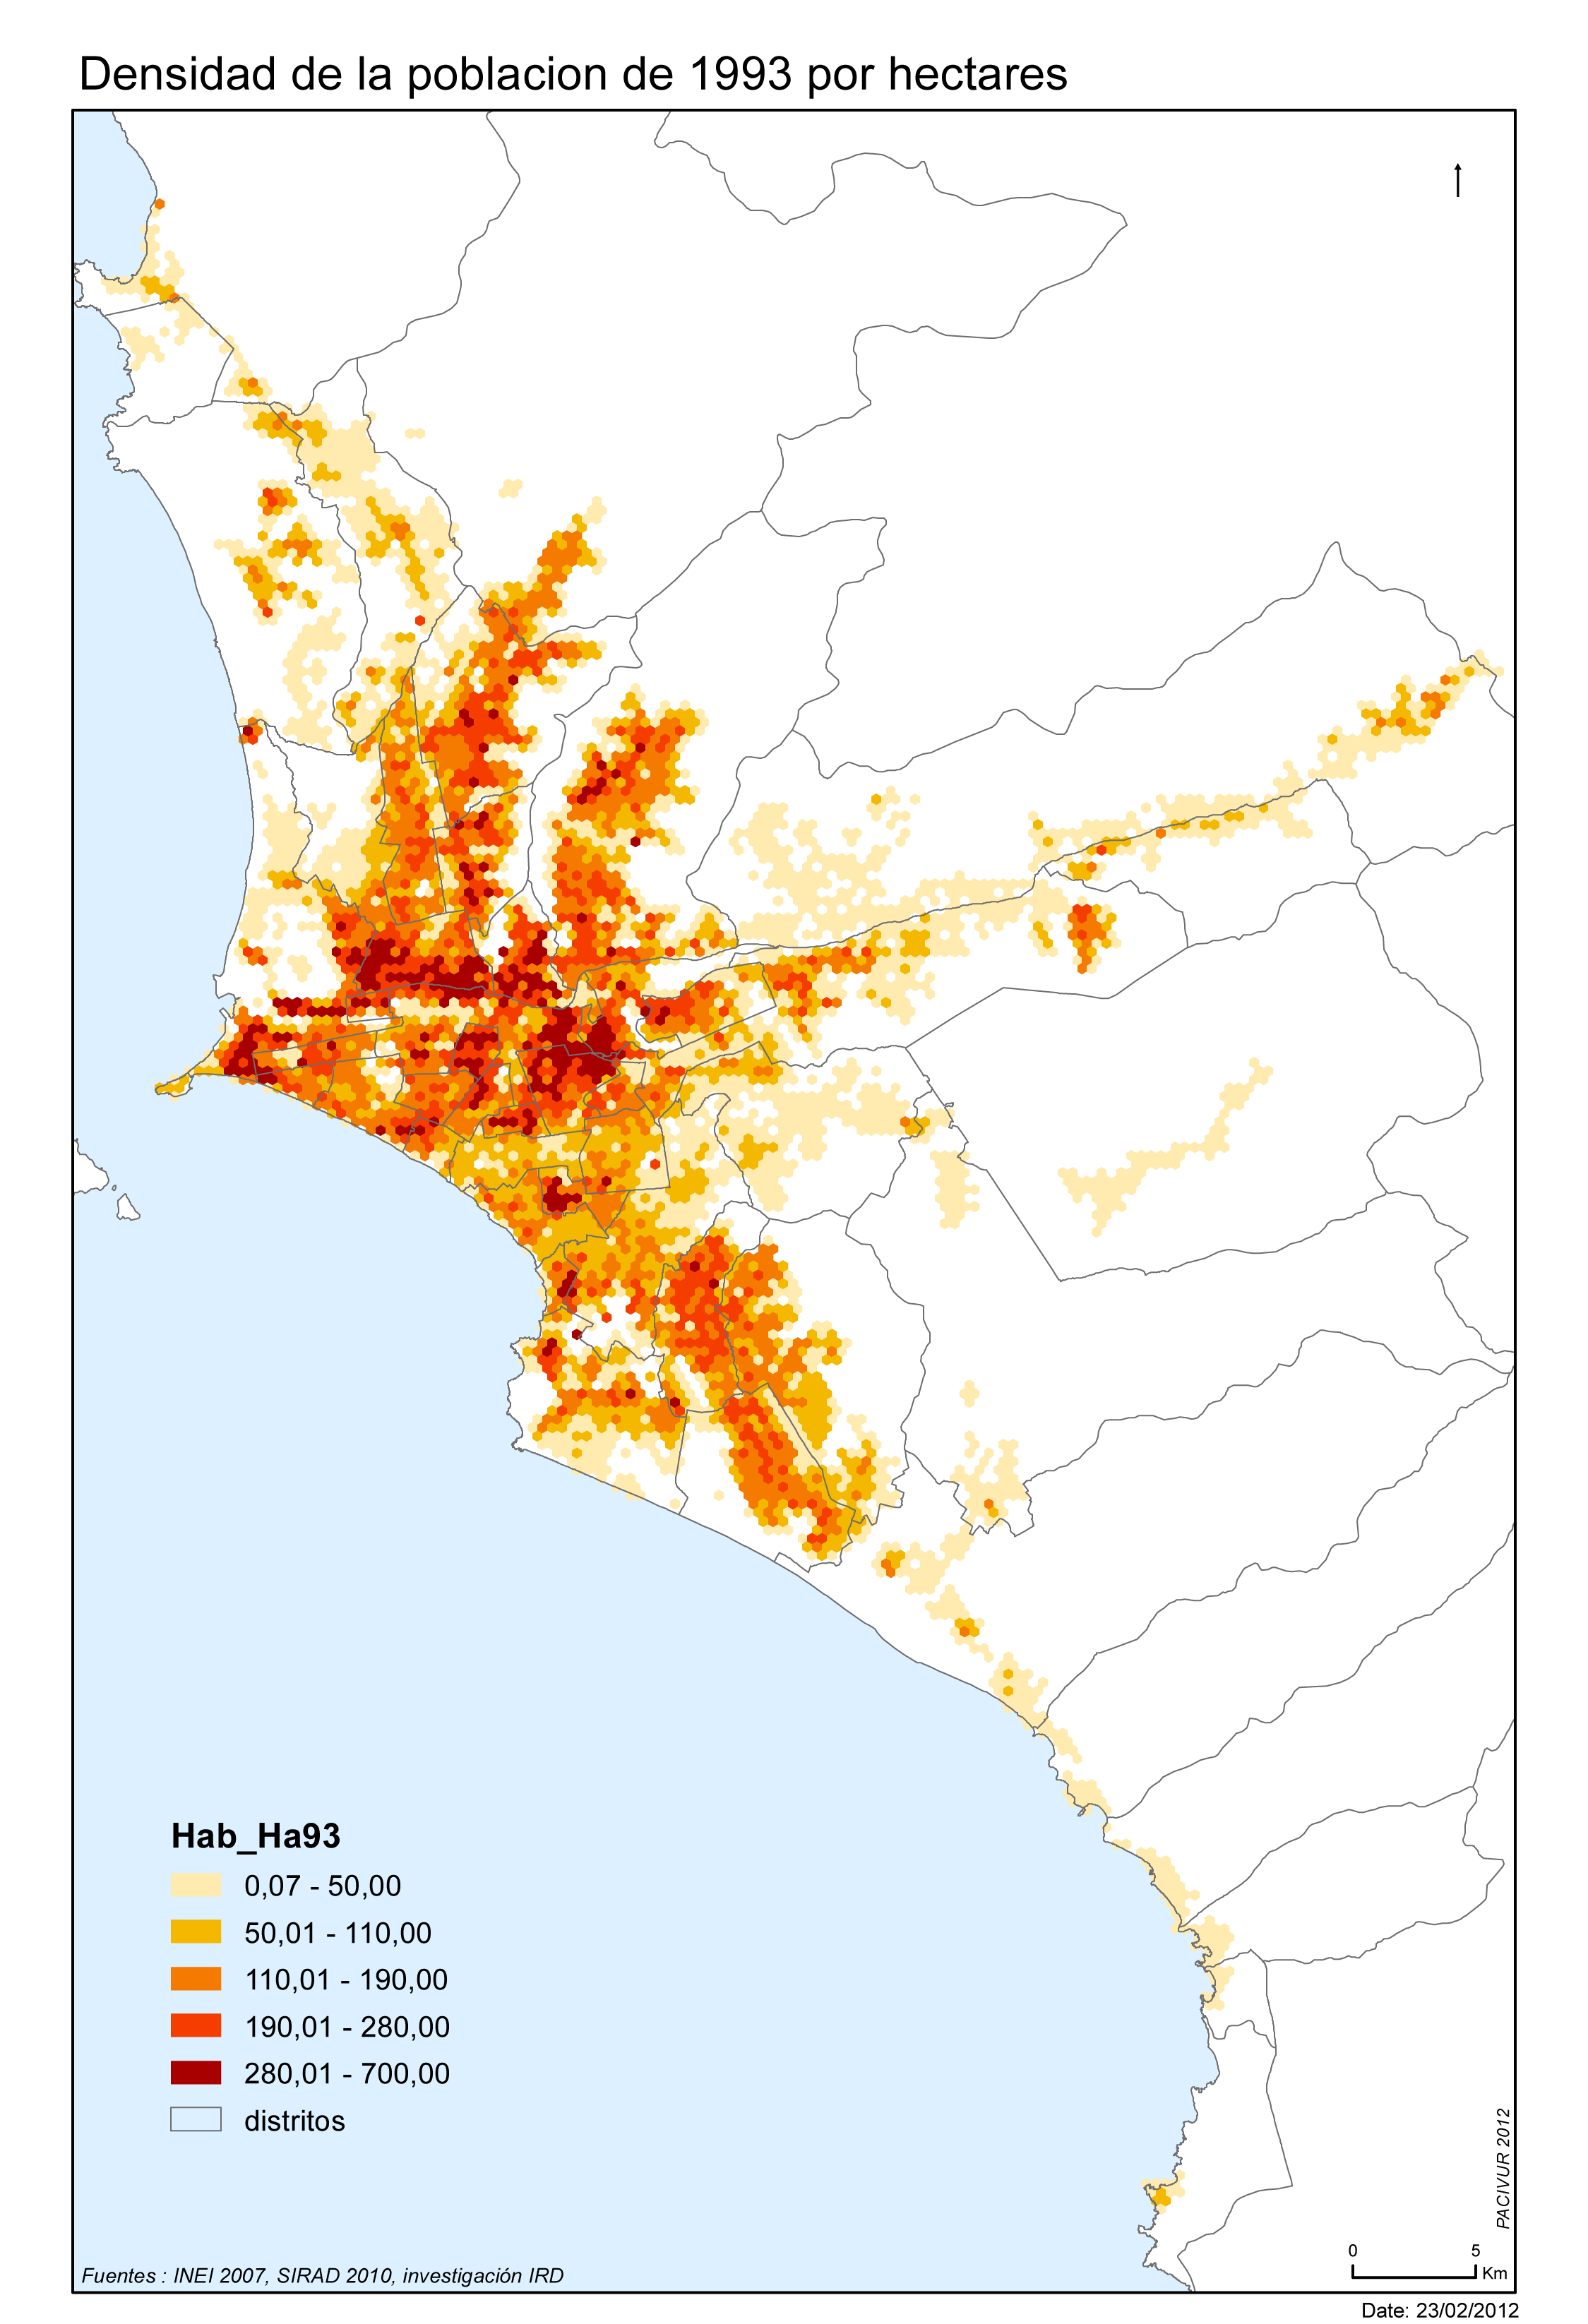 Densidad de la poblacion de 1993 por hectares
Hab_Ha93
0,07 - 50,00
50,01 - 110,00
110,01 - 190,00
190,01 - 280,00
280,01 - 700,00
distritos
PACIVUR 2012
0 5
Km
Fuentes : INEI 2007, SIRAD 2010, investigación IRD
Date: 23/02/2012